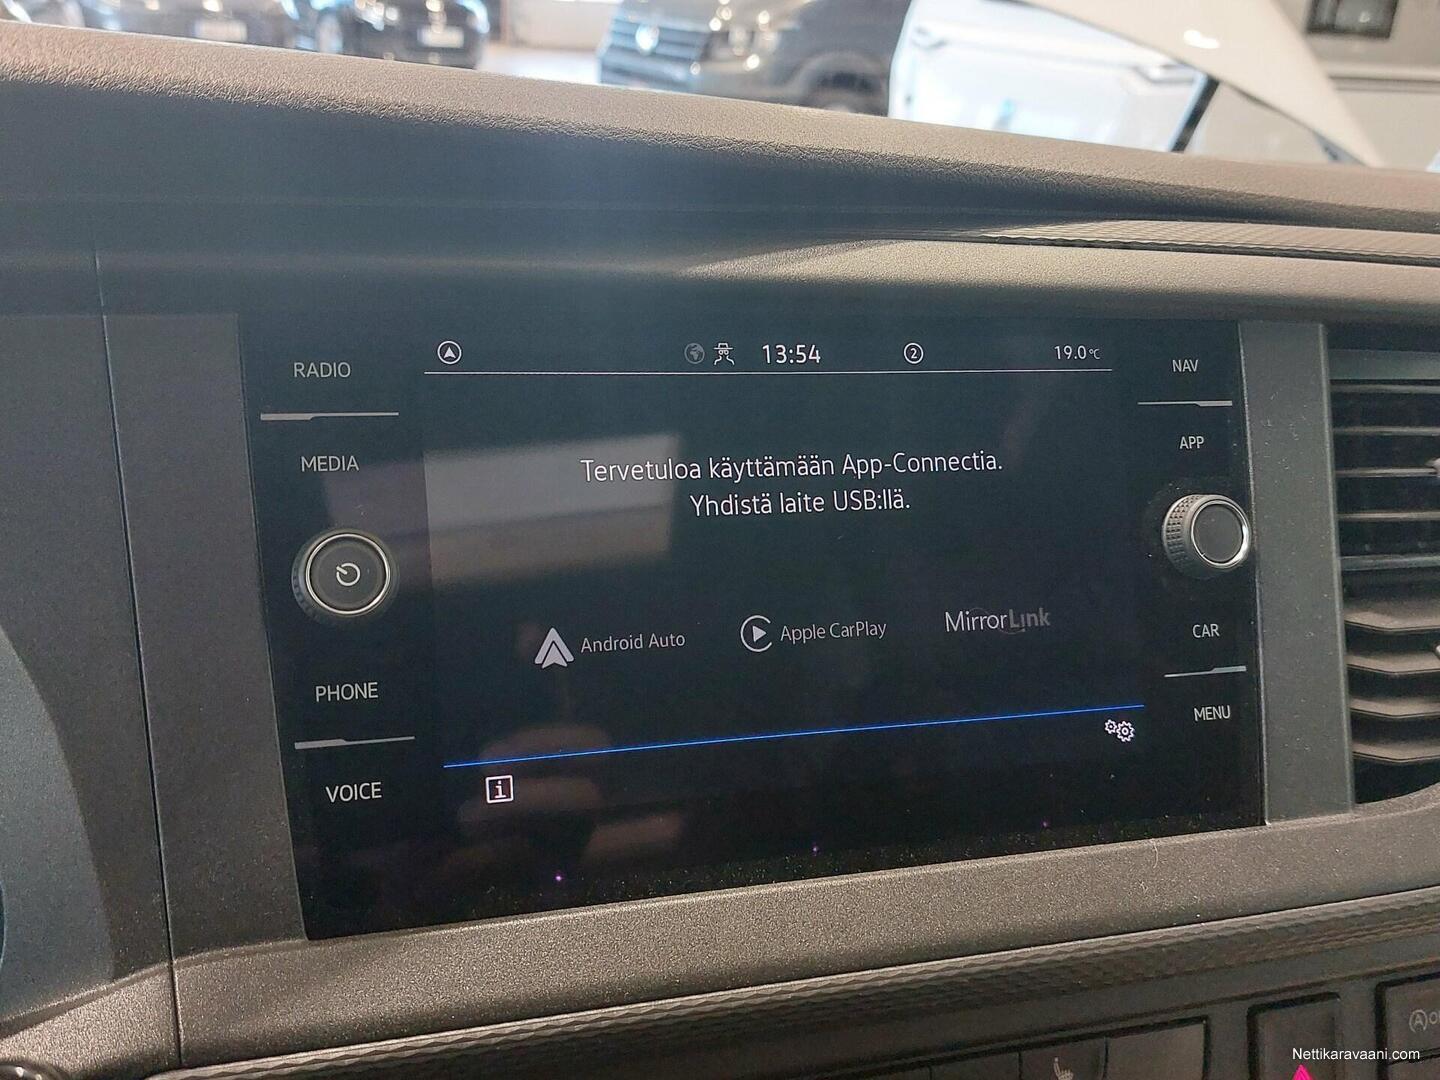 RADIO
MEDIA
PHONE
VOICE
13:54
2
19.0°C
Tervetuloa käyttämään App-Connectia.
Yhdistä laite USB:llä.
Android Auto
Apple CarPlay
MirrorLink
i
NAV
APP
CAR
MENU
Nettikaravaani.com